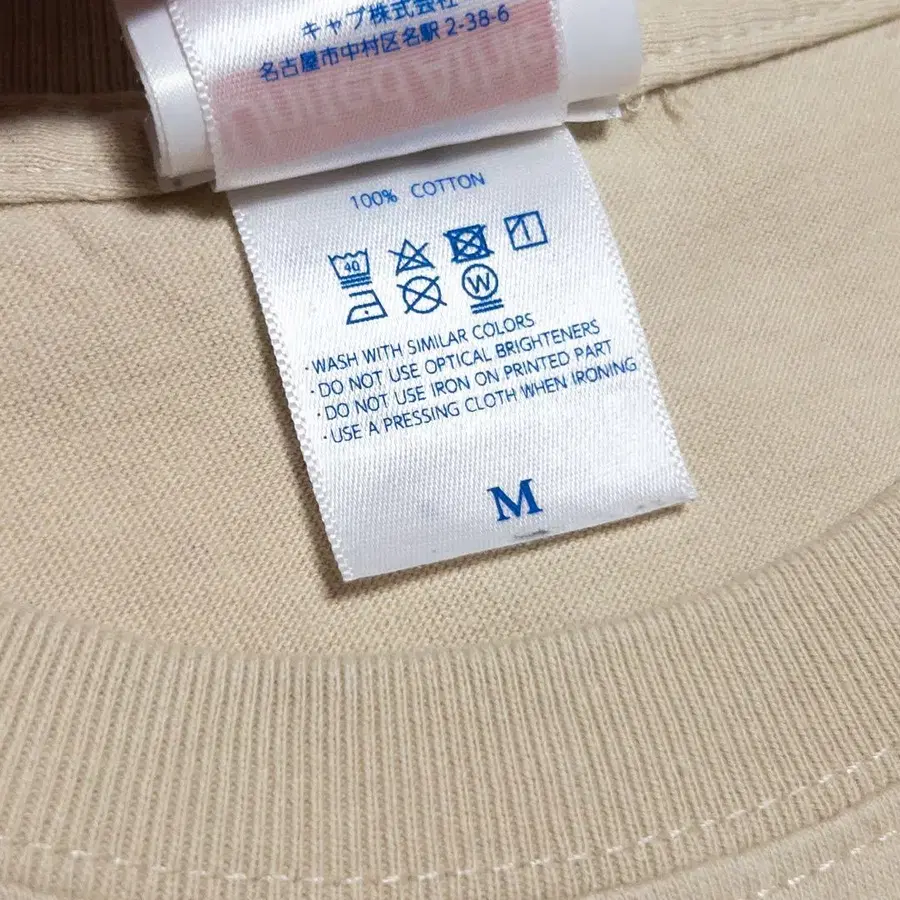 キャブ株式会社
名古屋市中村区名駅 2-38-6
100% COTTON
40
W
·WASH WITH SIMILAR COLORS
·DO NOT USE OPTICAL BRIGHTENERS
·DO NOT USE IRON ON PRINTED PART
·USE A PRESSING CLOTH WHEN IRONING
M